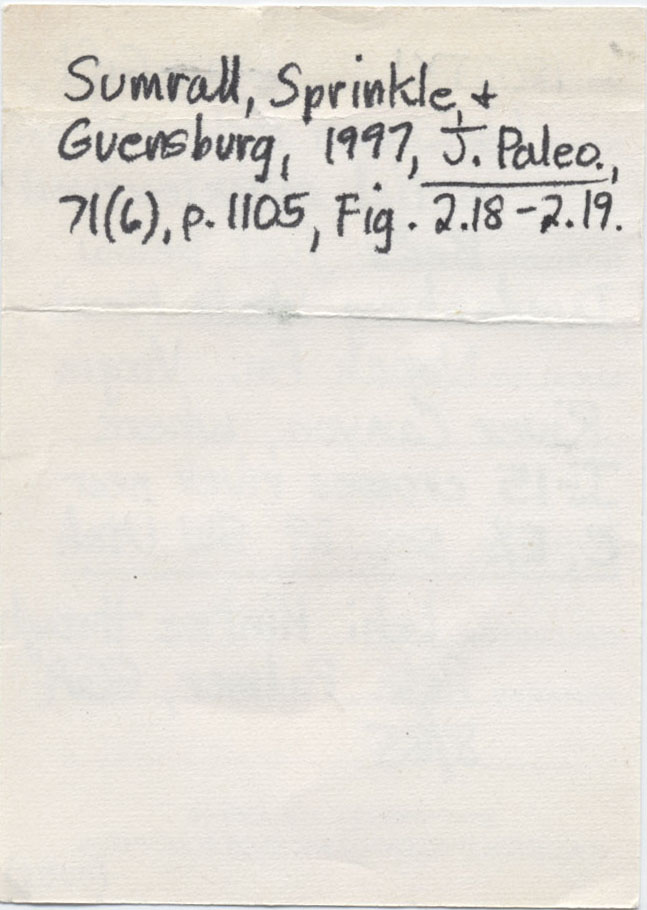 Sumrall, Sprinkle, +
Guensburg, 1997, J. Paleo.,
71(6), p. 1105, Fig. 2.18-2.19.